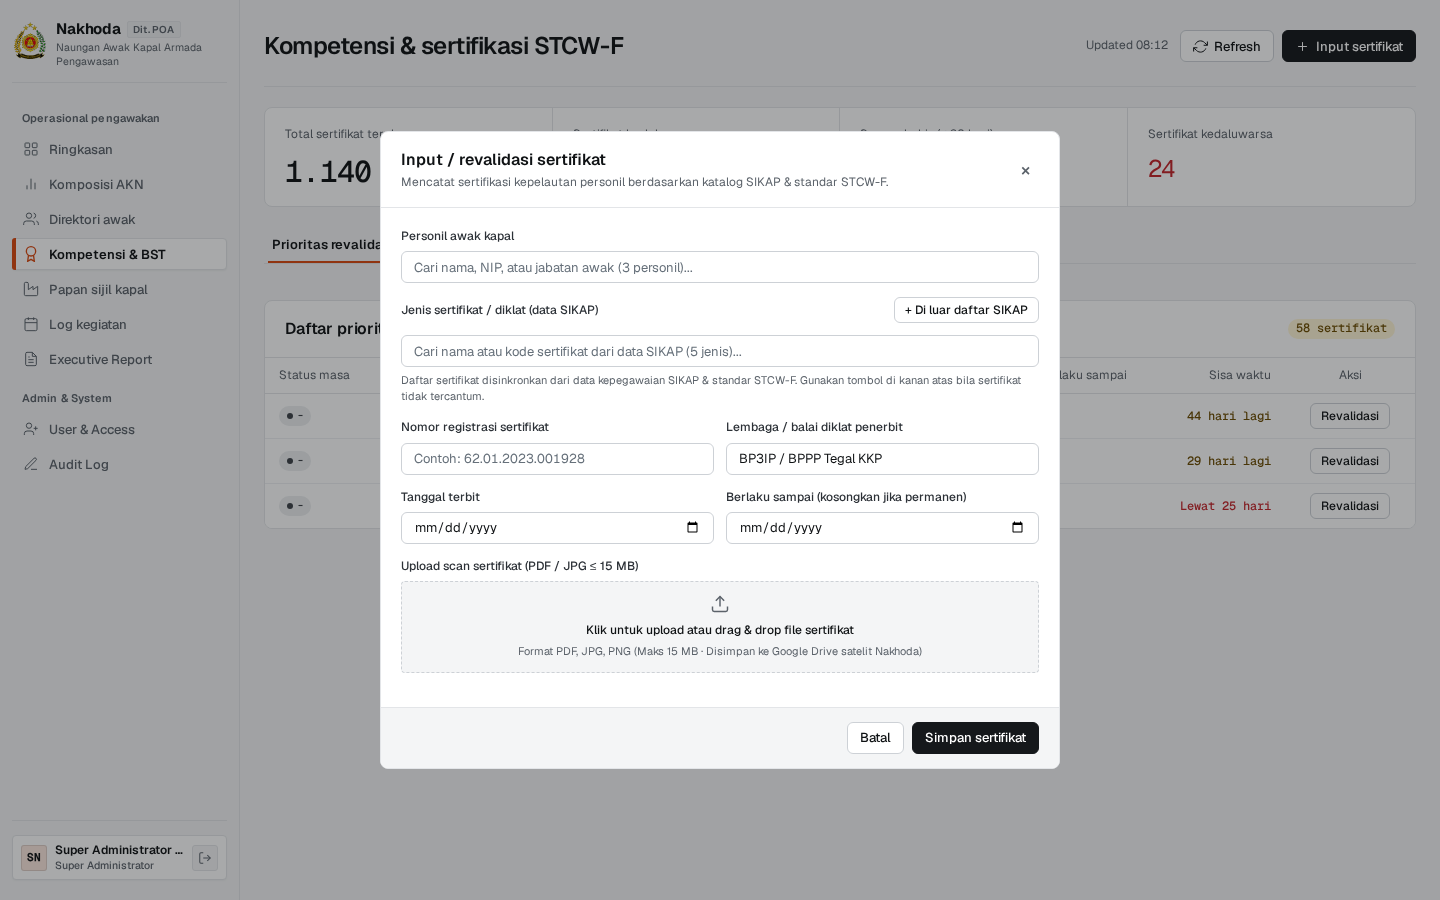 Nakhoda Dit. POA
Naungan Awak Kapal Armada
Pengawasan
Operasional pengawakan
Ringkasan
Komposisi AKN
Direktori awak
Kompetensi & BST
Papan sijil kapal
Log kegiatan
Executive Report
Admin & System
User & Access
Audit Log
SN
Super Administrator ...
Super Administrator
Kompetensi & sertifikasi STCW-F
Updated 08:12
Refresh
+ Input sertifikat
Total sertifikat
1.140
Sertifikat kedaluwarsa
24
Prioritas
Daftar
58 sertifikat
Status masa
sampai
Sisa waktu
Aksi
-
44 hari lagi
Revalidasi
-
29 hari lagi
Revalidasi
-
Lewat 25 hari
Revalidasi
Input / revalidasi sertifikat
×
Mencatat sertifikasi kepelautan personil berdasarkan katalog SIKAP & standar STCW-F.
Personil awak kapal
Cari nama, NIP, atau jabatan awak (3 personil)...
Jenis sertifikat / diklat (data SIKAP)
+ Di luar daftar SIKAP
Cari nama atau kode sertifikat dari data SIKAP (5 jenis)...
Daftar sertifikat disinkronkan dari data kepegawaian SIKAP & standar STCW-F. Gunakan tombol di kanan atas bila sertifikat
tidak tercantum.
Nomor registrasi sertifikat
Lembaga / balai diklat penerbit
Contoh: 62.01.2023.001928
BP3IP / BPPP Tegal KKP
Tanggal terbit
Berlaku sampai (kosongkan jika permanen)
mm/dd/yyyy
mm/dd/yyyy
Upload scan sertifikat (PDF / JPG ≤ 15 MB)
Klik untuk upload atau drag & drop file sertifikat
Format PDF, JPG, PNG (Maks 15 MB · Disimpan ke Google Drive satelit Nakhoda)
Batal
Simpan sertifikat